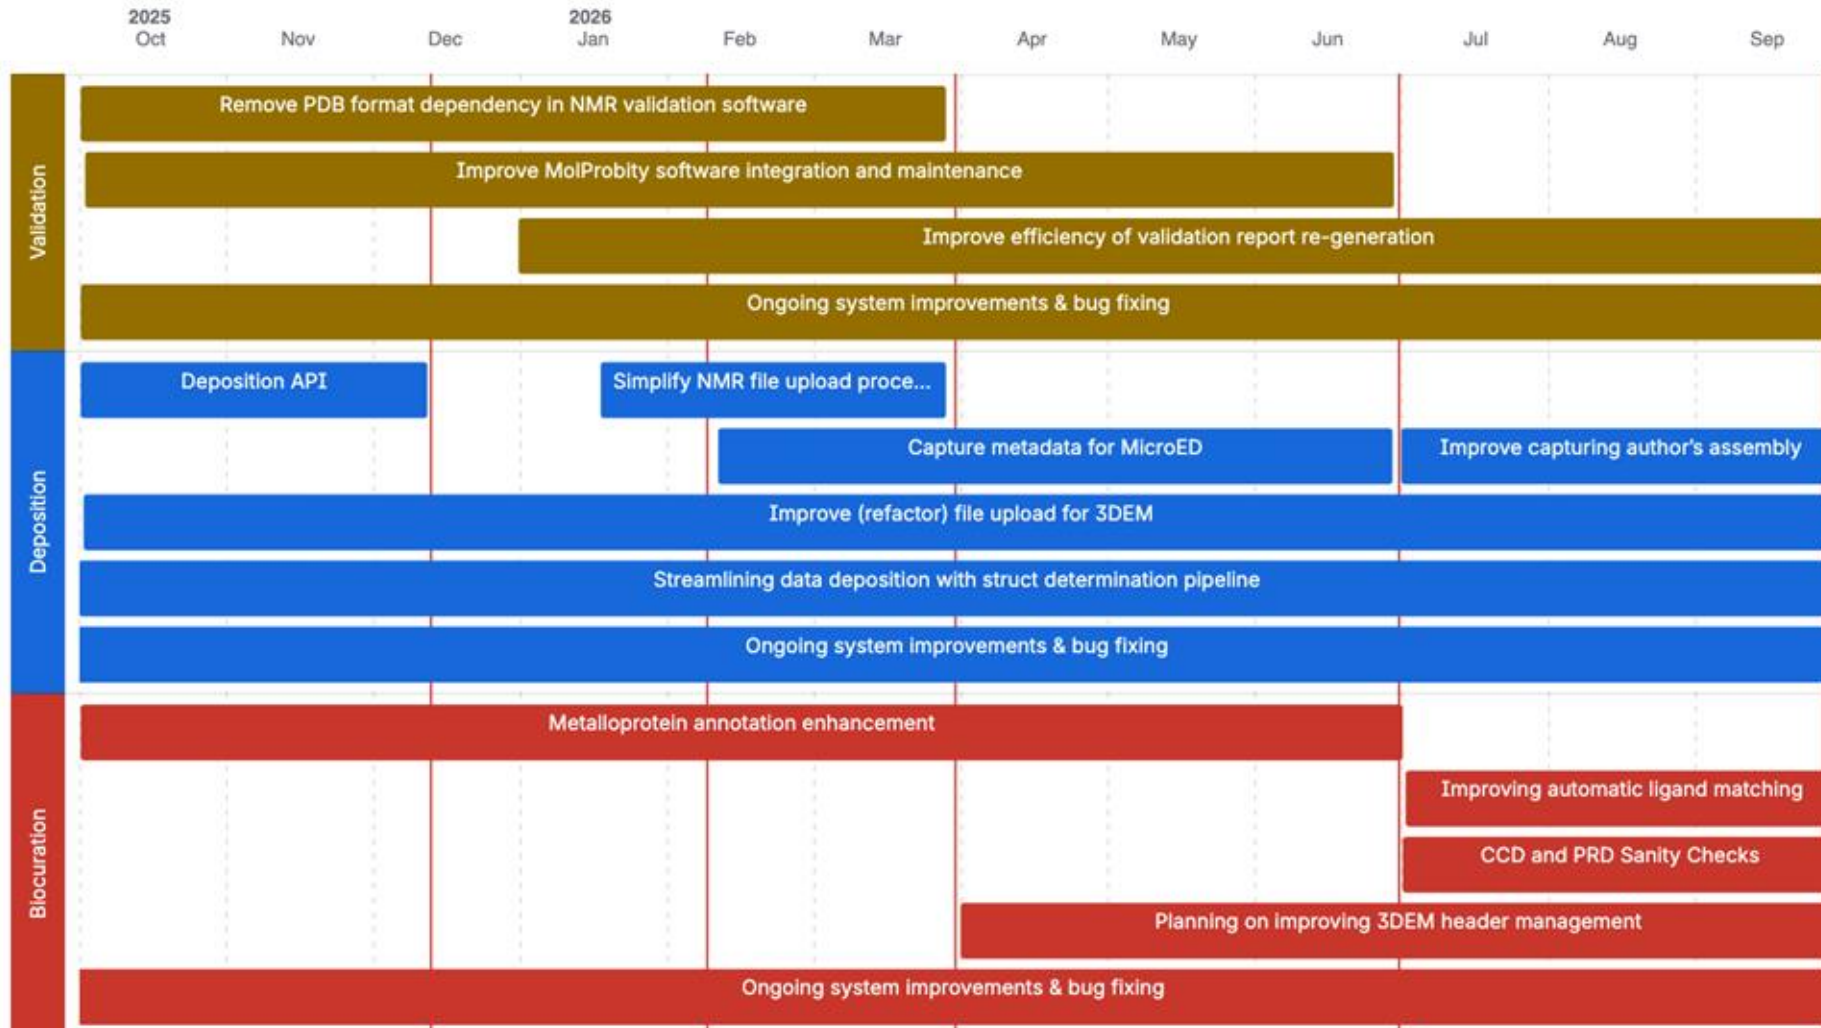 2025
2026
Oct Nov Dec Jan Feb Mar Apr May Jun Jul Aug Sep
Validation
Remove PDB format dependency in NMR validation software
Improve MolProbity software integration and maintenance
Improve efficiency of validation report re-generation
Ongoing system improvements & bug fixing
Deposition
Deposition API
Simplify NMR file upload proce...
Capture metadata for MicroED
Improve capturing author's assembly
Improve (refactor) file upload for 3DEM
Streamlining data deposition with struct determination pipeline
Ongoing system improvements & bug fixing
Biocuration
Metalloprotein annotation enhancement
Improving automatic ligand matching
CCD and PRD Sanity Checks
Planning on improving 3DEM header management
Ongoing system improvements & bug fixing